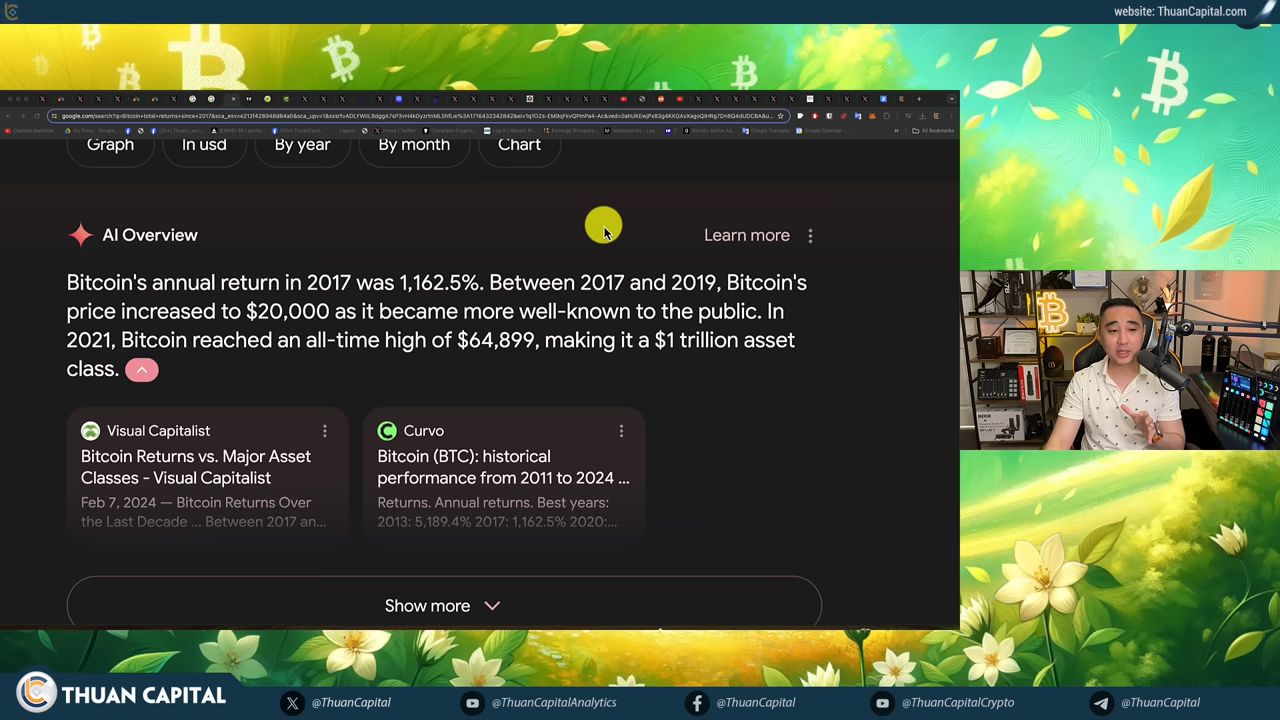 website: ThuanCapital.com
Graph
In usd
By year
By month
Chart
AI Overview
Learn more
Bitcoin's annual return in 2017 was 1,162.5%. Between 2017 and 2019, Bitcoin's
price increased to $20,000 as it became more well-known to the public. In
2021, Bitcoin reached an all-time high of $64,899, making it a $1 trillion asset
class.
Visual Capitalist
Bitcoin Returns vs. Major Asset
Classes - Visual Capitalist
Feb 7, 2024 — Bitcoin Returns Over
the Last Decade ... Between 2017 an...
Curvo
Bitcoin (BTC): historical
performance from 2011 to 2024 ...
Returns. Annual returns. Best years:
2013: 5,189.4% 2017: 1,162.5% 2020:...
Show more
THUAN CAPITAL
@ThuanCapital
@ThuanCapitalAnalytics
@ThuanCapital
@ThuanCapitalCrypto
@ThuanCapital